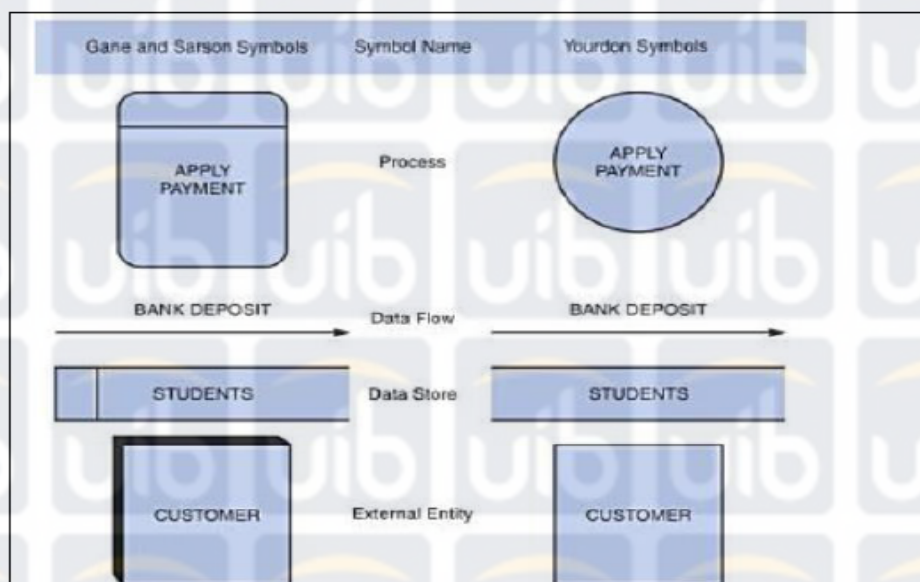 Gane and Sarson Symbols Symbol Name Yourdon Symbols
APPLY
PAYMENT
Process
APPLY
PAYMENT
BANK DEPOSIT Data Flow BANK DEPOSIT
STUDENTS Data Store STUDENTS
CUSTOMER External Entity CUSTOMER
uib